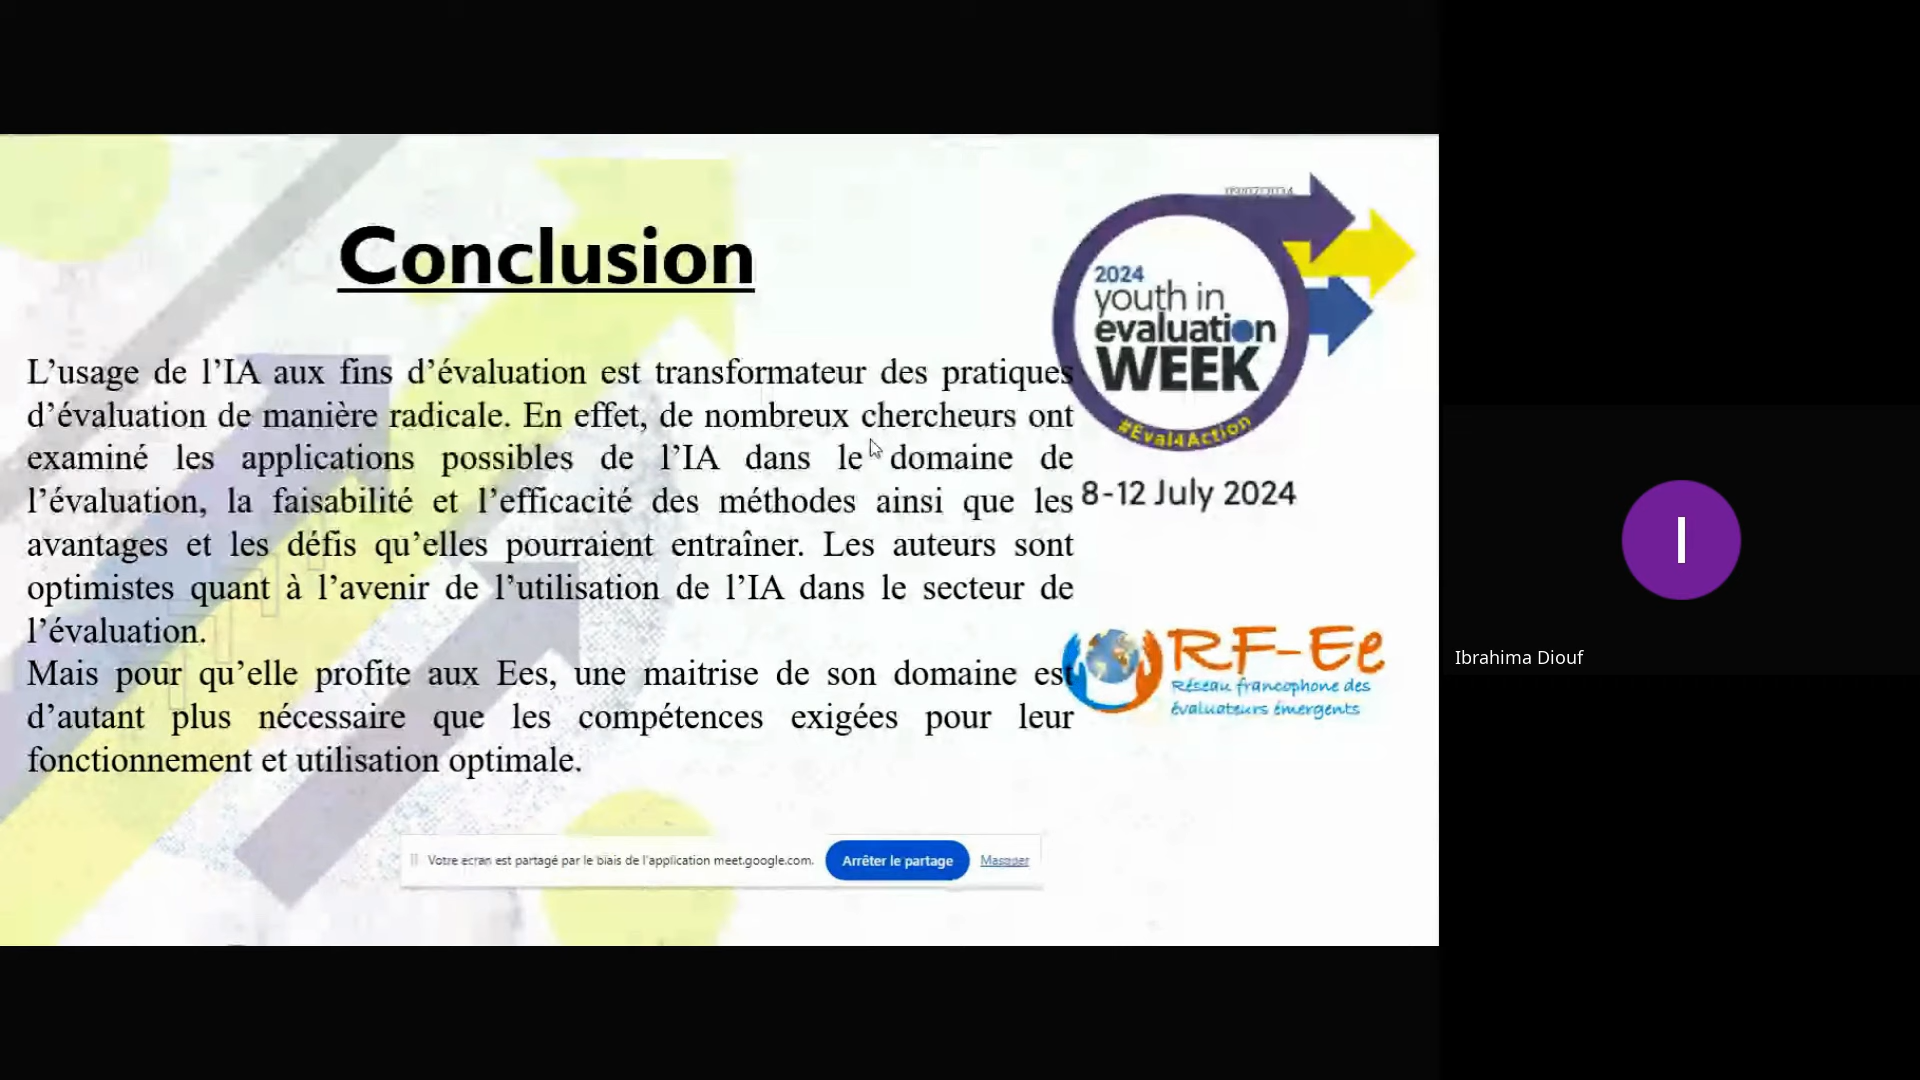 Conclusion
L’usage de l’IA aux fins d’évaluation est transformateur des pratiques
d’évaluation de manière radicale. En effet, de nombreux chercheurs ont
examiné les applications possibles de l’IA dans le domaine de
l’évaluation, la faisabilité et l’efficacité des méthodes ainsi que les
avantages et les défis qu’elles pourraient entraîner. Les auteurs sont
optimistes quant à l’avenir de l’utilisation de l’IA dans le secteur de
l’évaluation.
Mais pour qu’elle profite aux Ees, une maitrise de son domaine est
d’autant plus nécessaire que les compétences exigées pour leur
fonctionnement et utilisation optimale.
2024
youth in
evaluation
WEEK
#Eval4Action
8-12 July 2024
RF-Ee
Réseau francophone des
évaluateurs émergents
Votre écran est partagé par le biais de l'application meet.google.com.
Arrêter le partage
Masquer
I
Ibrahima Diouf